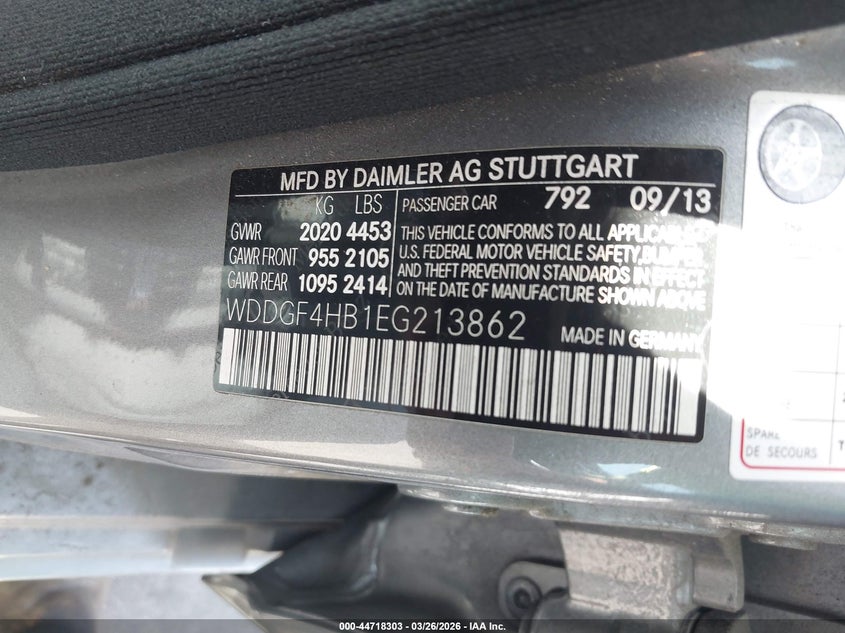 MFD BY DAIMLER AG STUTTGART
KG LBS
GVWR 2020 4453
GAWR FRONT 955 2105
GAWR REAR 1095 2414
PASSENGER CAR 792 09/13
THIS VEHICLE CONFORMS TO ALL APPLICABLE
U.S. FEDERAL MOTOR VEHICLE SAFETY, BUMPER
AND THEFT PREVENTION STANDARDS IN EFFECT
ON THE DATE OF MANUFACTURE SHOWN ABOVE.
WDDGF4HB1EG213862
MADE IN GERMANY
SPARE
DE SECOURS
000-44718303 | 03/26/2026 | IAA Inc.